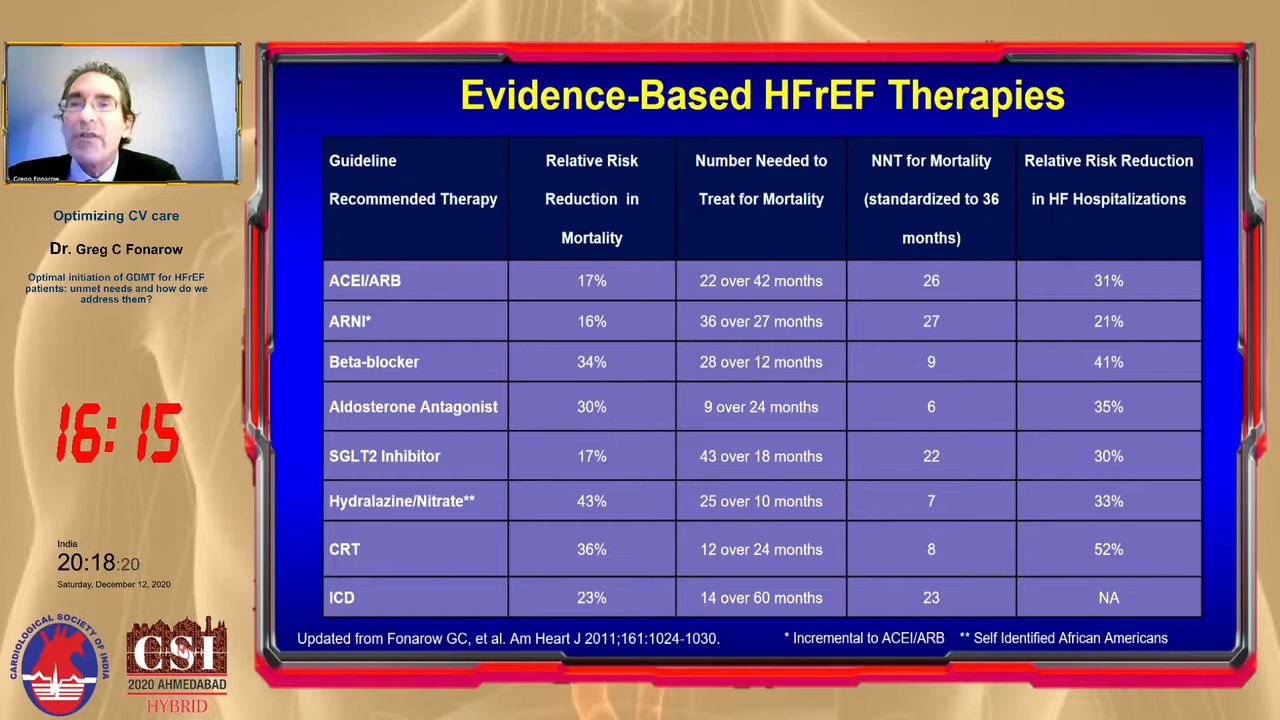 Gregg Fonarow
Optimizing CV care
Dr. Greg C Fonarow
Optimal initiation of GDMT for HFrEF
patients: unmet needs and how do we
address them?
16:15
India
20:18:20
Saturday, December 12, 2020
CARDIOLOGICAL SOCIETY OF INDIA
CSI
2020 AHMEDABAD
HYBRID
Evidence-Based HFrEF Therapies
Guideline Recommended Therapy | Relative Risk Reduction in Mortality | Number Needed to Treat for Mortality | NNT for Mortality (standardized to 36 months) | Relative Risk Reduction in HF Hospitalizations
ACEI/ARB 17% 22 over 42 months 26 31%
ARNI* 16% 36 over 27 months 27 21%
Beta-blocker 34% 28 over 12 months 9 41%
Aldosterone Antagonist 30% 9 over 24 months 6 35%
SGLT2 Inhibitor 17% 43 over 18 months 22 30%
Hydralazine/Nitrate** 43% 25 over 10 months 7 33%
CRT 36% 12 over 24 months 8 52%
ICD 23% 14 over 60 months 23 NA
Updated from Fonarow GC, et al. Am Heart J 2011;161:1024-1030. * Incremental to ACEI/ARB ** Self Identified African Americans